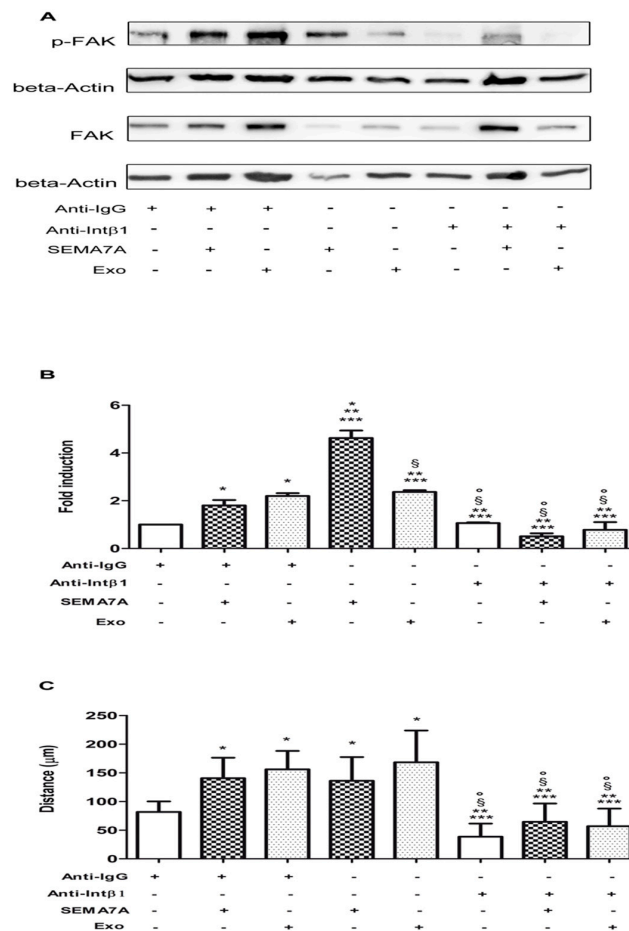 A
p-FAK
beta-Actin
FAK
beta-Actin
Anti-IgG + + + - - - - -
Anti-Intβ1 - - - - - + + +
SEMA7A - + - + - - + -
Exo - - + - + - - +
B
Fold induction
6
4
2
0
* * * ** *** § ** *** ° § ** *** ° § ** *** ° § ** ***
Anti-IgG + + + - - - - -
Anti-Intβ1 - - - - - + + +
SEMA7A - + - + - - + -
Exo - - + - + - - +
C
Distance (µm)
250
200
150
100
50
0
* * * * ° § ** *** ° § ** *** ° § ** ***
Anti-IgG + + + - - - - -
Anti-Intβ1 - - - - - + + +
SEMA7A - + - + - - + -
Exo - - + - + - - +